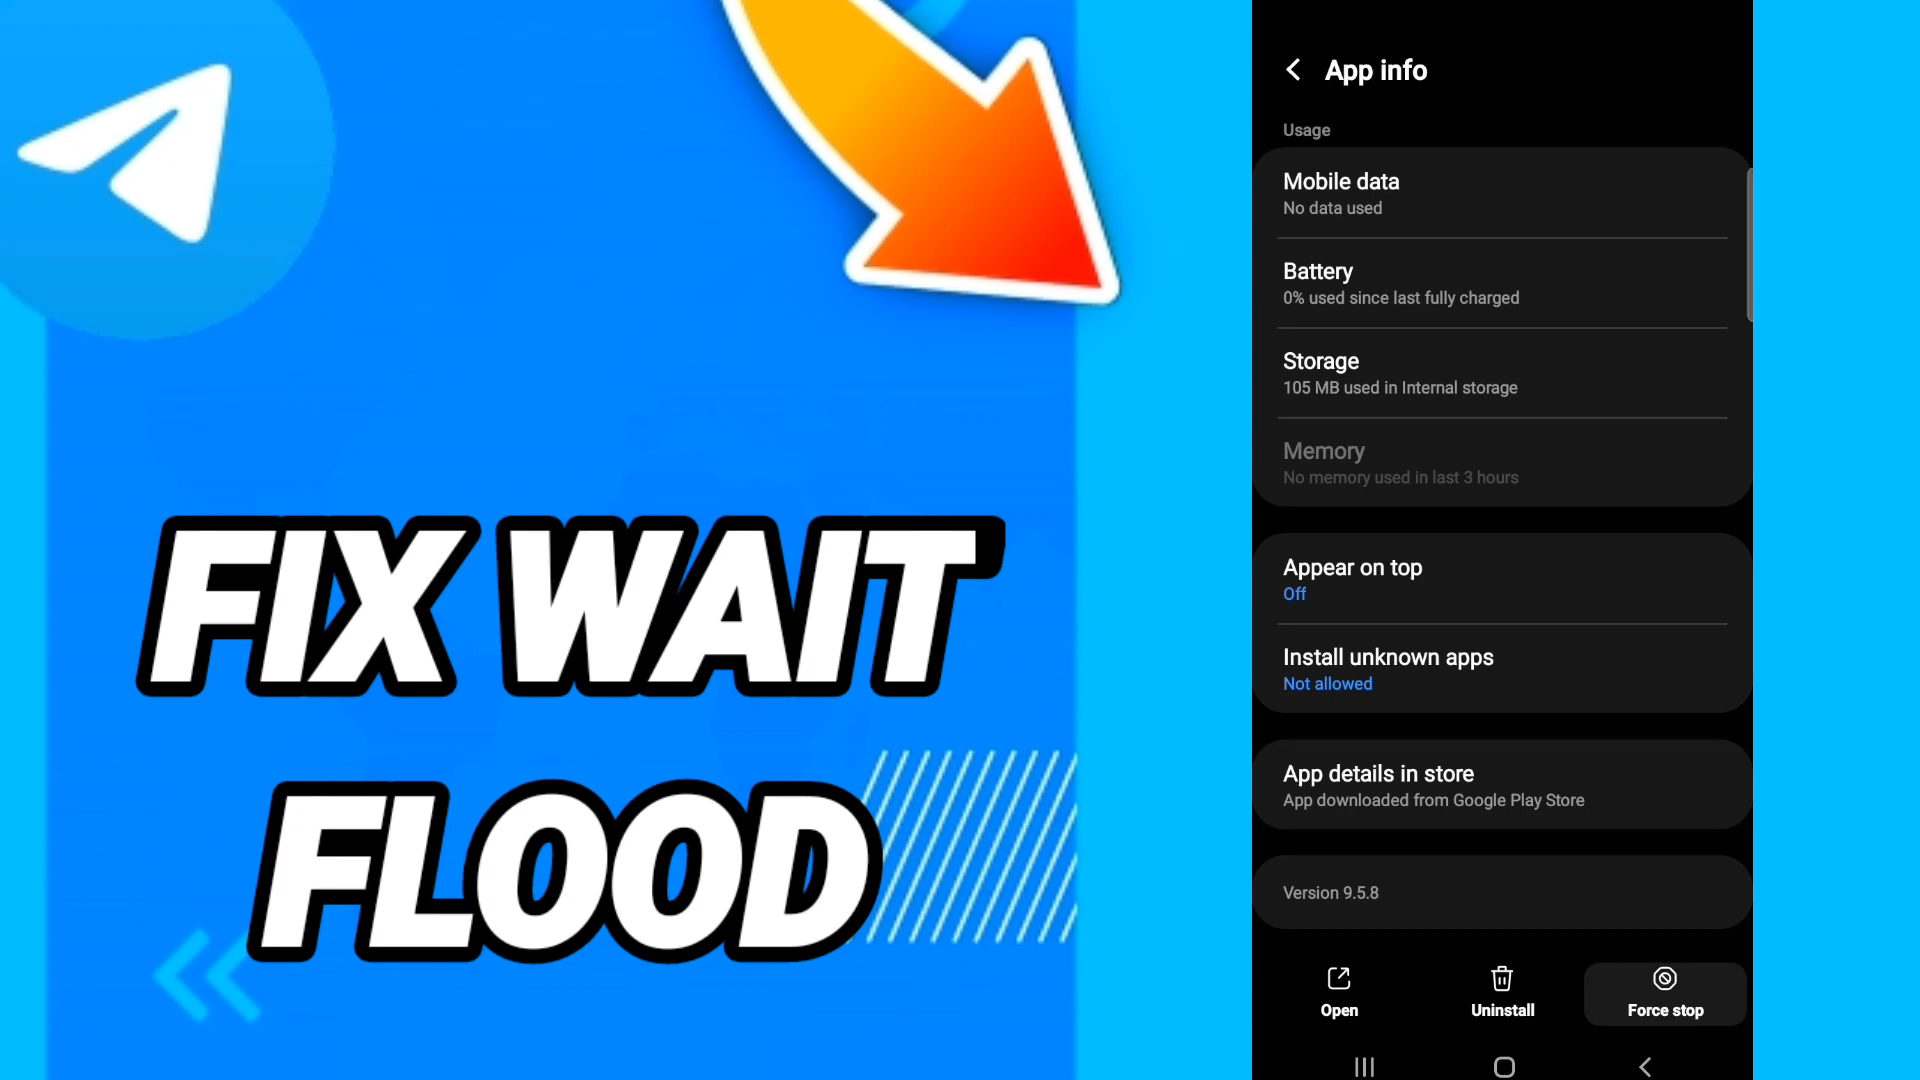 FIX WAIT
FLOOD
App info
Usage
Mobile data
No data used
Battery
0% used since last fully charged
Storage
105 MB used in Internal storage
Memory
No memory used in last 3 hours
Appear on top
Off
Install unknown apps
Not allowed
App details in store
App downloaded from Google Play Store
Version 9.5.8
Open
Uninstall
Force stop